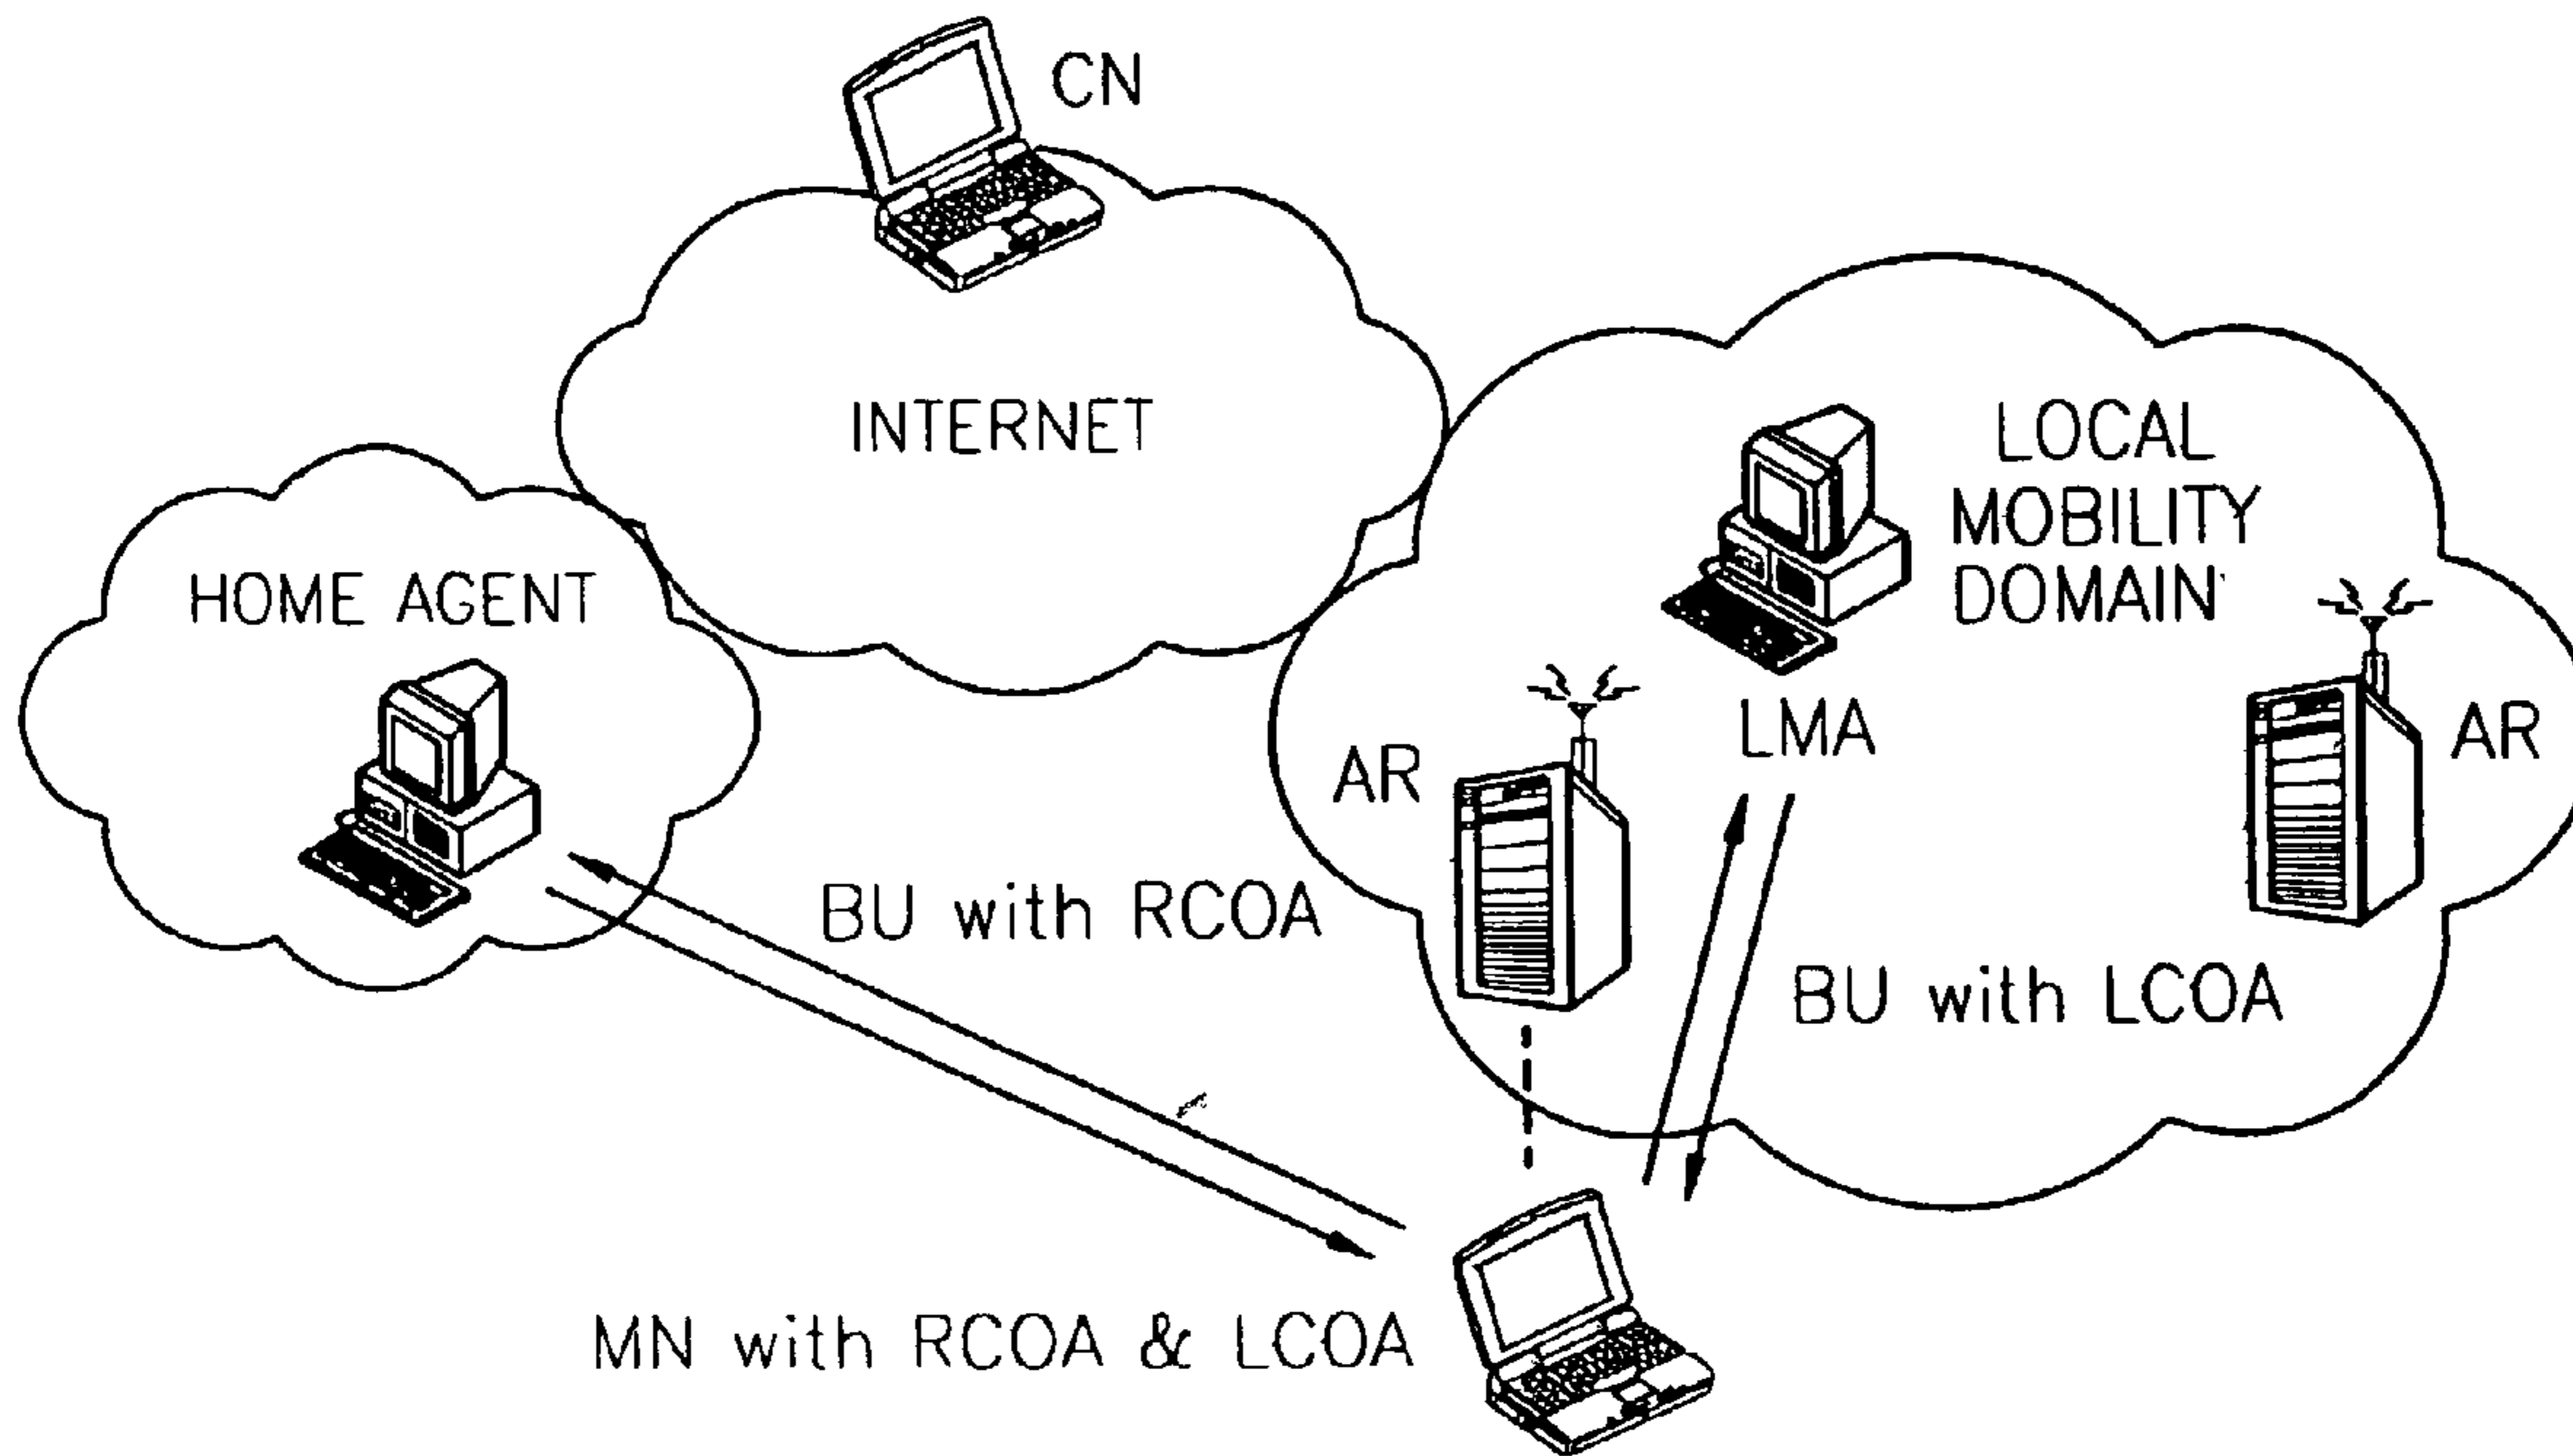 CN
INTERNET
LOCAL
MOBILITY
DOMAIN
HOME AGENT
LMA
AR
AR
BU with RCOA
BU with LCOA
MN with RCOA & LCOA